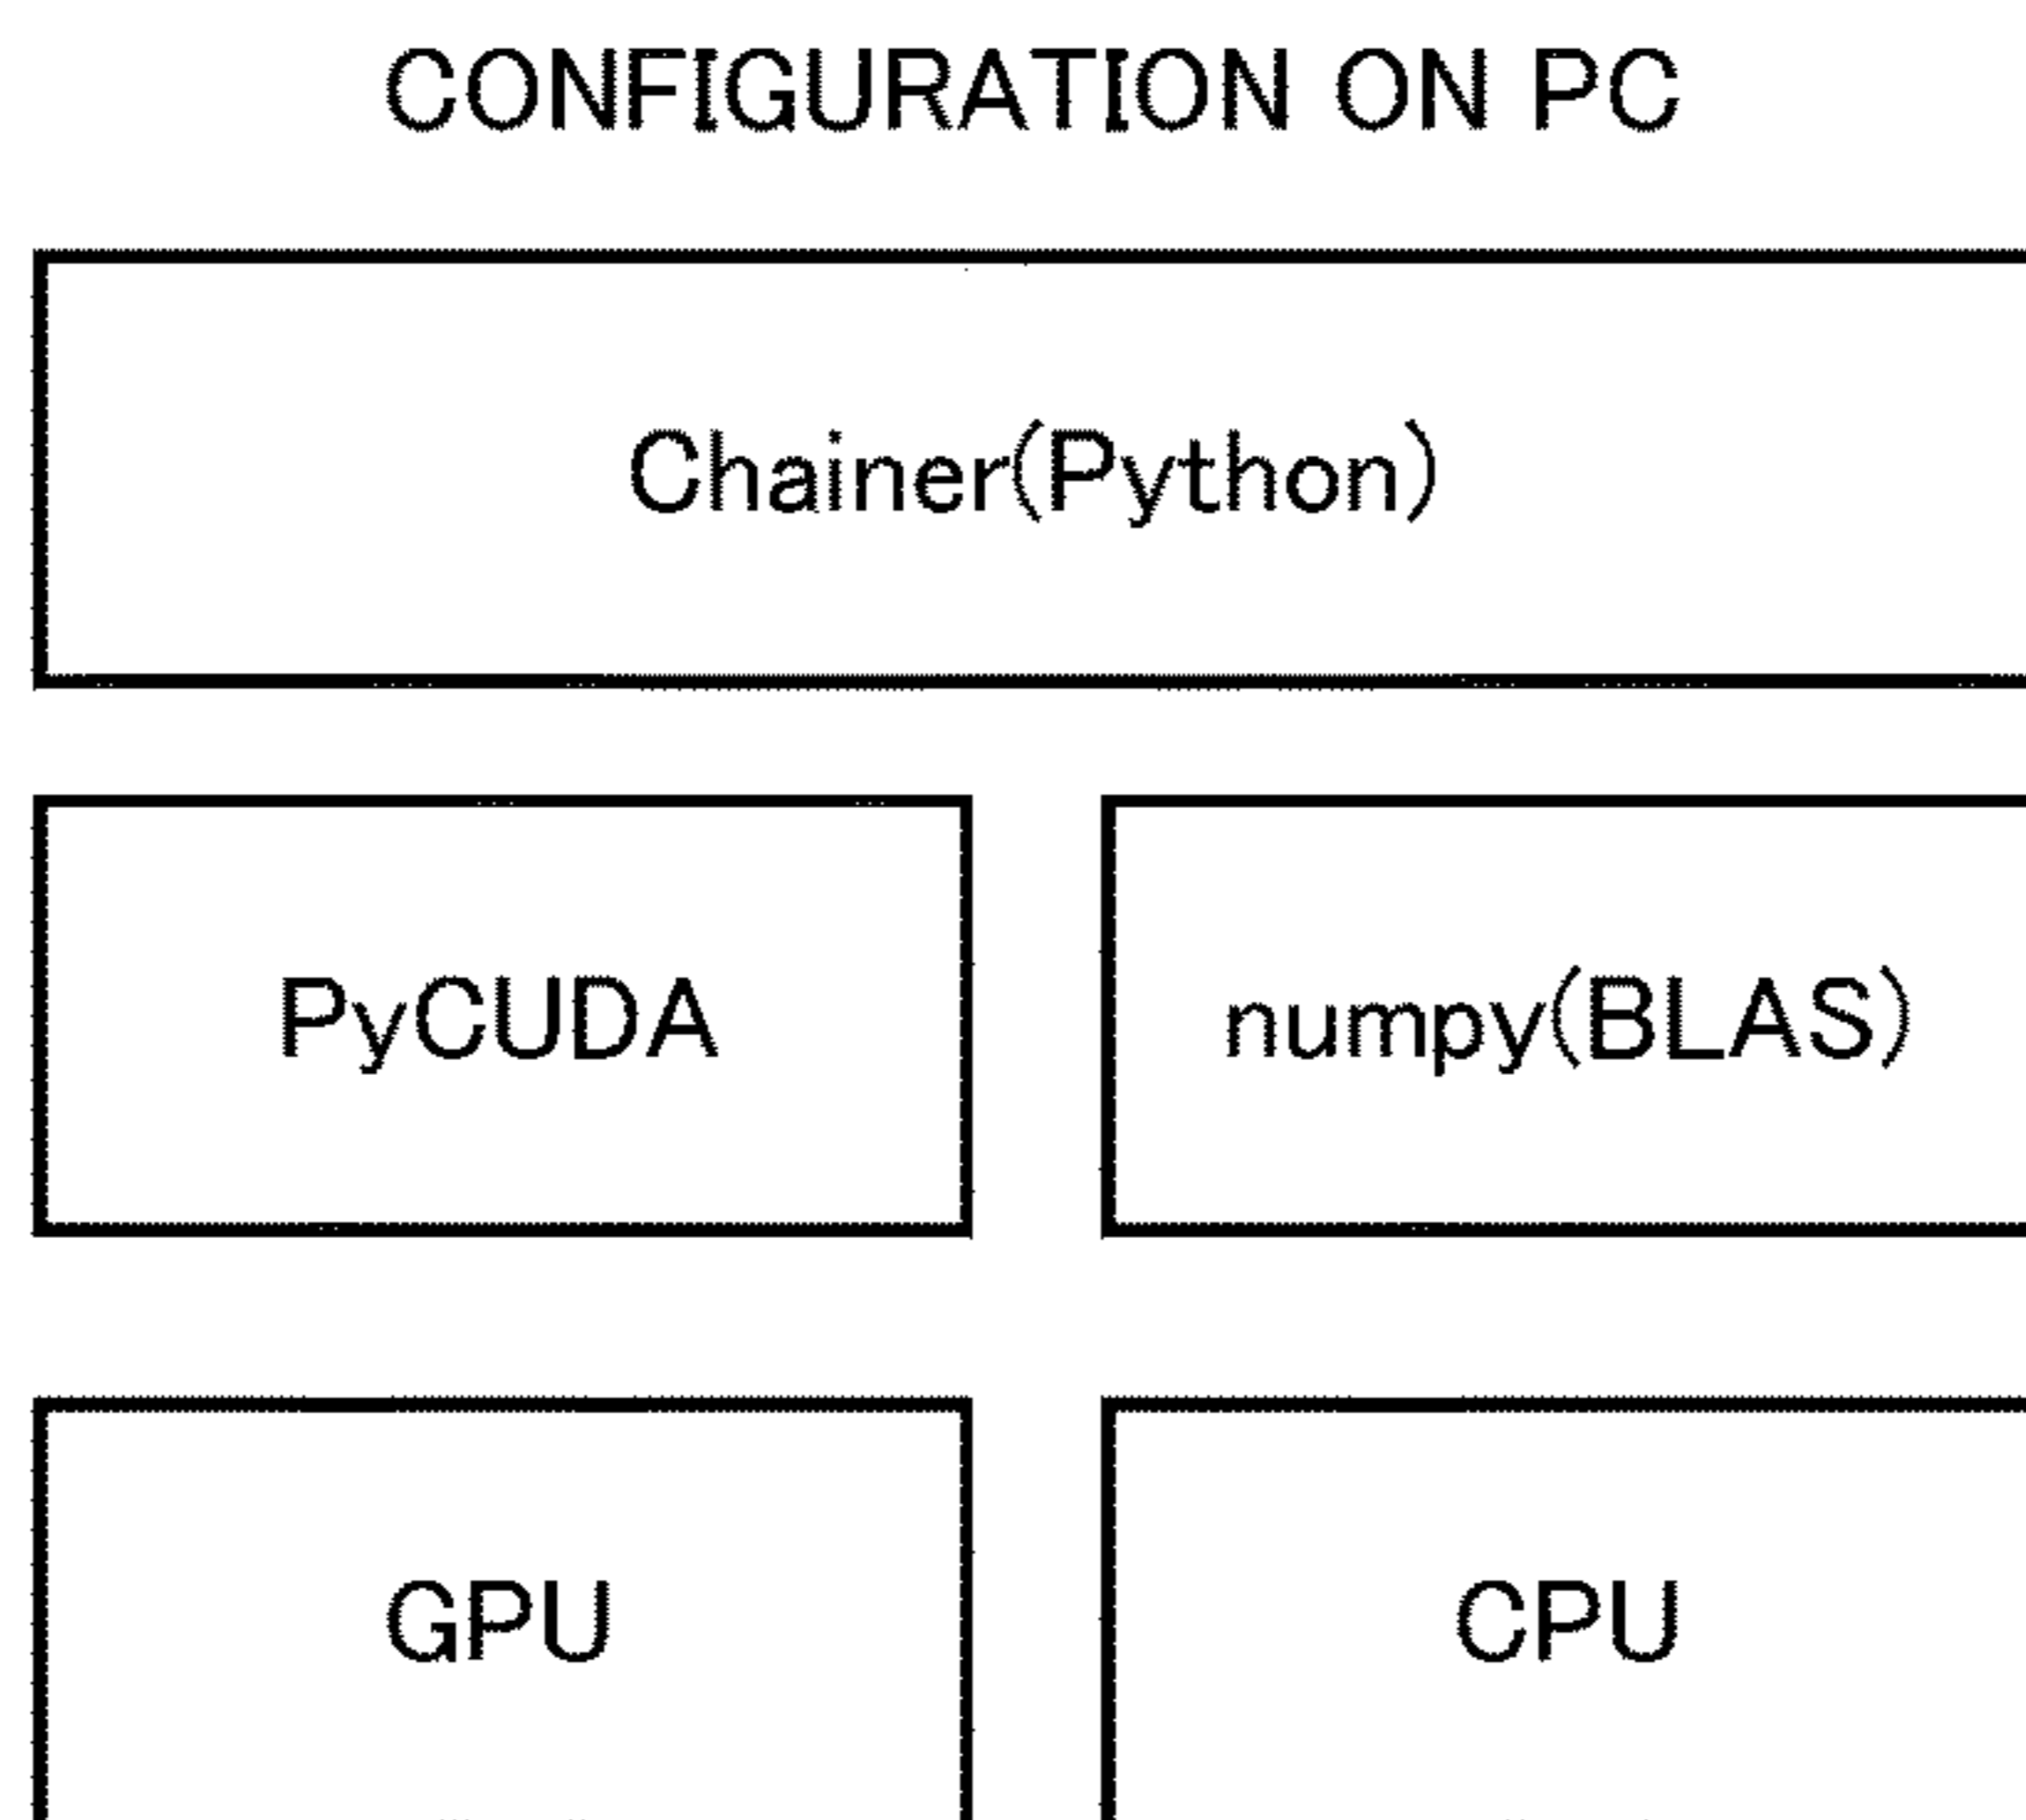 CONFIGURATION ON PC
Chainer(Python)
PyCUDA
numpy(BLAS)
GPU
CPU